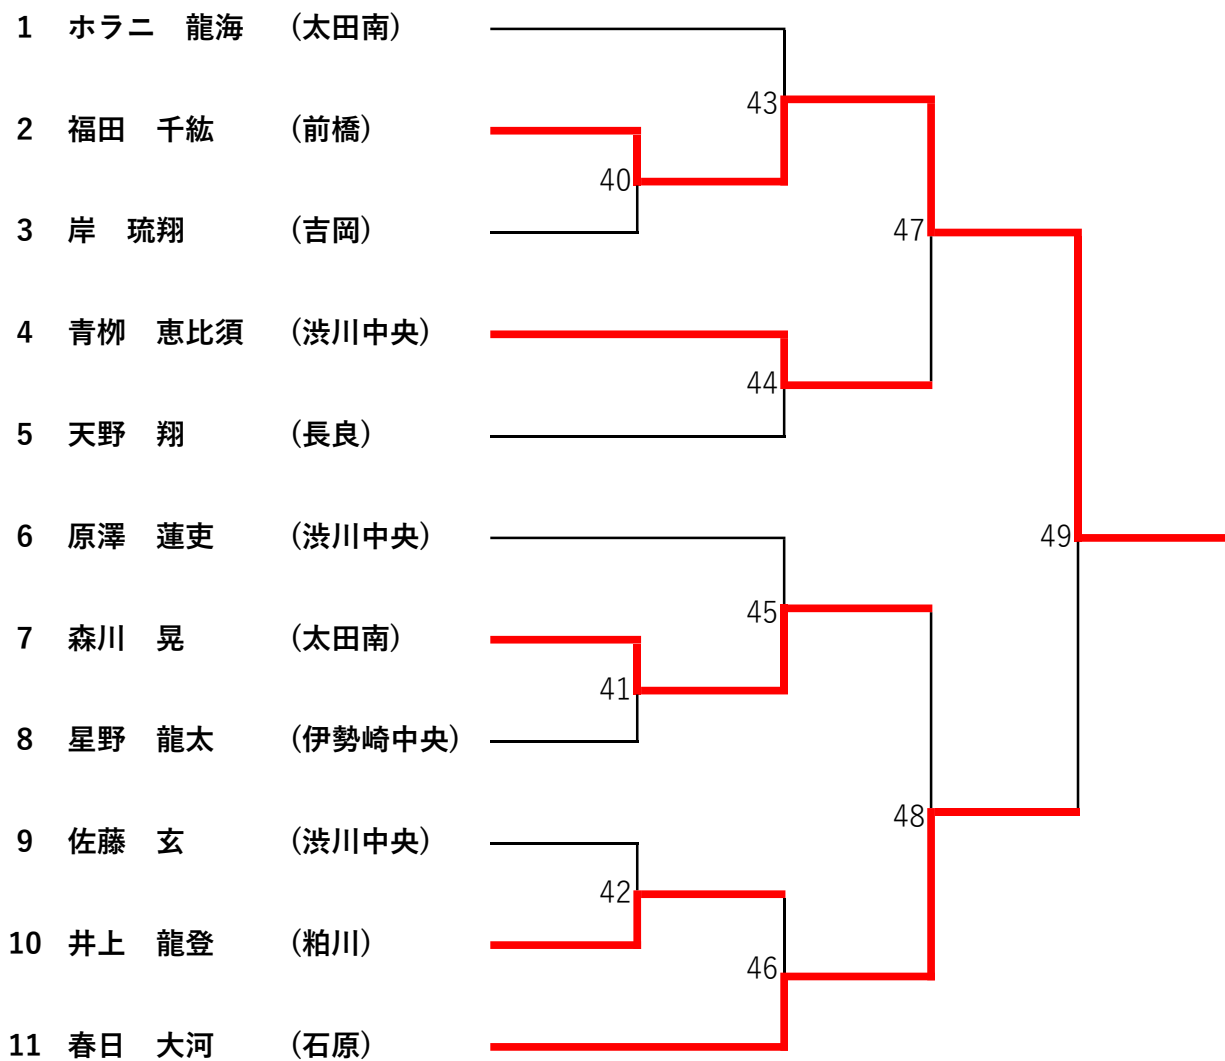 1 ホラニ　龍海 (太田南)
43
2 福田　千紘 (前橋)
40
3 岸　琉翔 (吉岡)
47
4 青栁　恵比須 (渋川中央)
44
5 天野　翔 (長良)
6 原澤　蓮吏 (渋川中央)
49
45
7 森川　晃 (太田南)
41
8 星野　龍太 (伊勢崎中央)
48
9 佐藤　玄 (渋川中央)
42
10 井上　龍登 (粕川)
46
11 春日　大河 (石原)